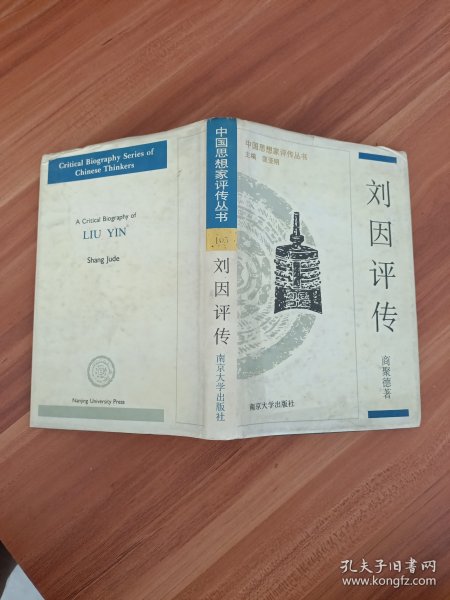 Critical Biography Series of
Chinese Thinkers
A Critical Biography of
LIU YIN
Shang Jude
Nanjing University Press
中国思想家评传丛书
刘因评传
南京大学出版社
中国思想家评传丛书
主编 匡亚明
刘因评传
商聚德著
南京大学出版社
孔夫子旧书网
www.kongfz.com